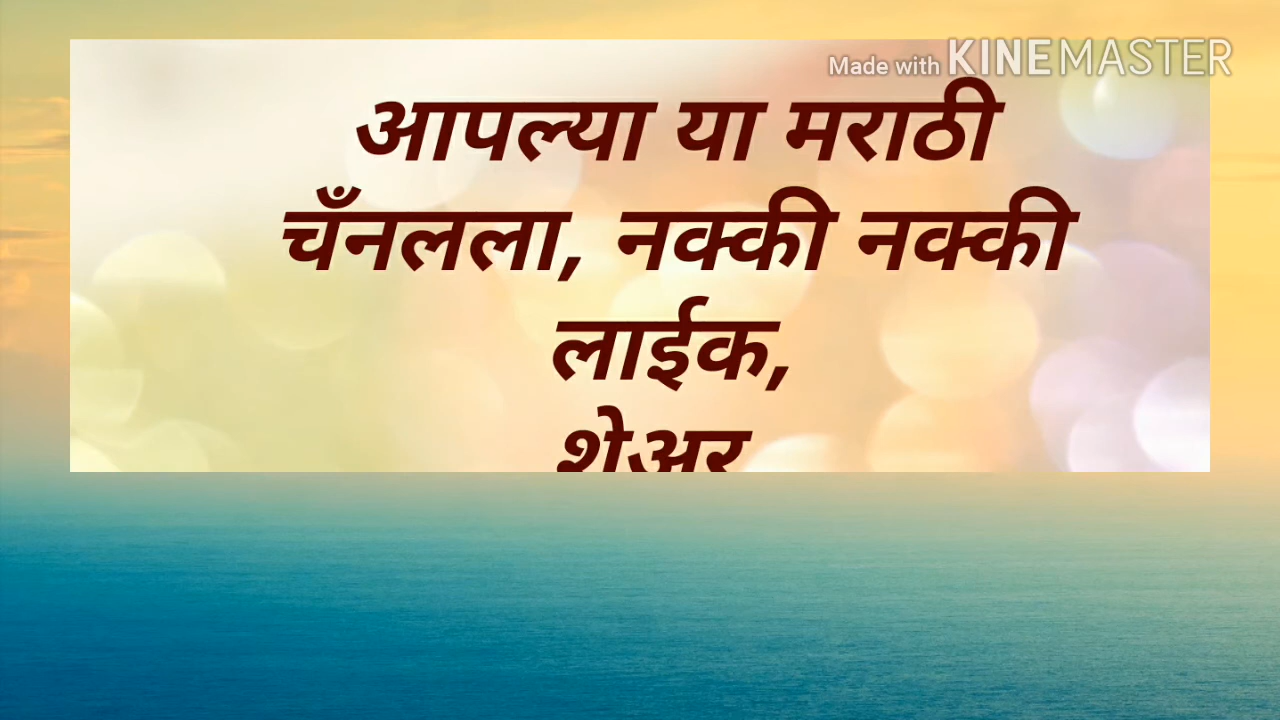 Made with KINEMASTER
आपल्या या मराठी
चँनलला, नक्की नक्की
लाईक,
शेअर